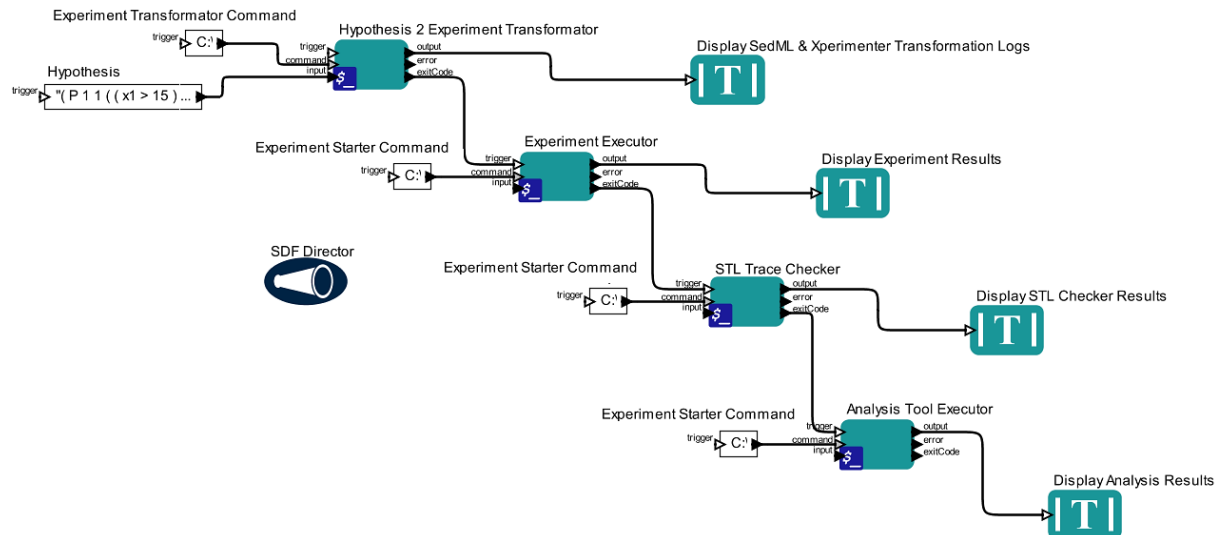 Experiment Transformator Command
trigger
C:\
Hypothesis 2 Experiment Transformator
trigger
command
input
output
error
exitCode
$_
Display SedML & Xperimenter Transformation Logs
T
Hypothesis
trigger
"( P 1 1 ( ( x1 > 15 ) ...
Experiment Starter Command
trigger
C:\
Experiment Executor
trigger
command
input
output
error
exitCode
$_
Display Experiment Results
T
SDF Director
Experiment Starter Command
trigger
C:\
STL Trace Checker
trigger
command
input
output
error
exitCode
$_
Display STL Checker Results
T
Experiment Starter Command
trigger
C:\
Analysis Tool Executor
trigger
command
input
output
error
exitCode
$_
Display Analysis Results
T